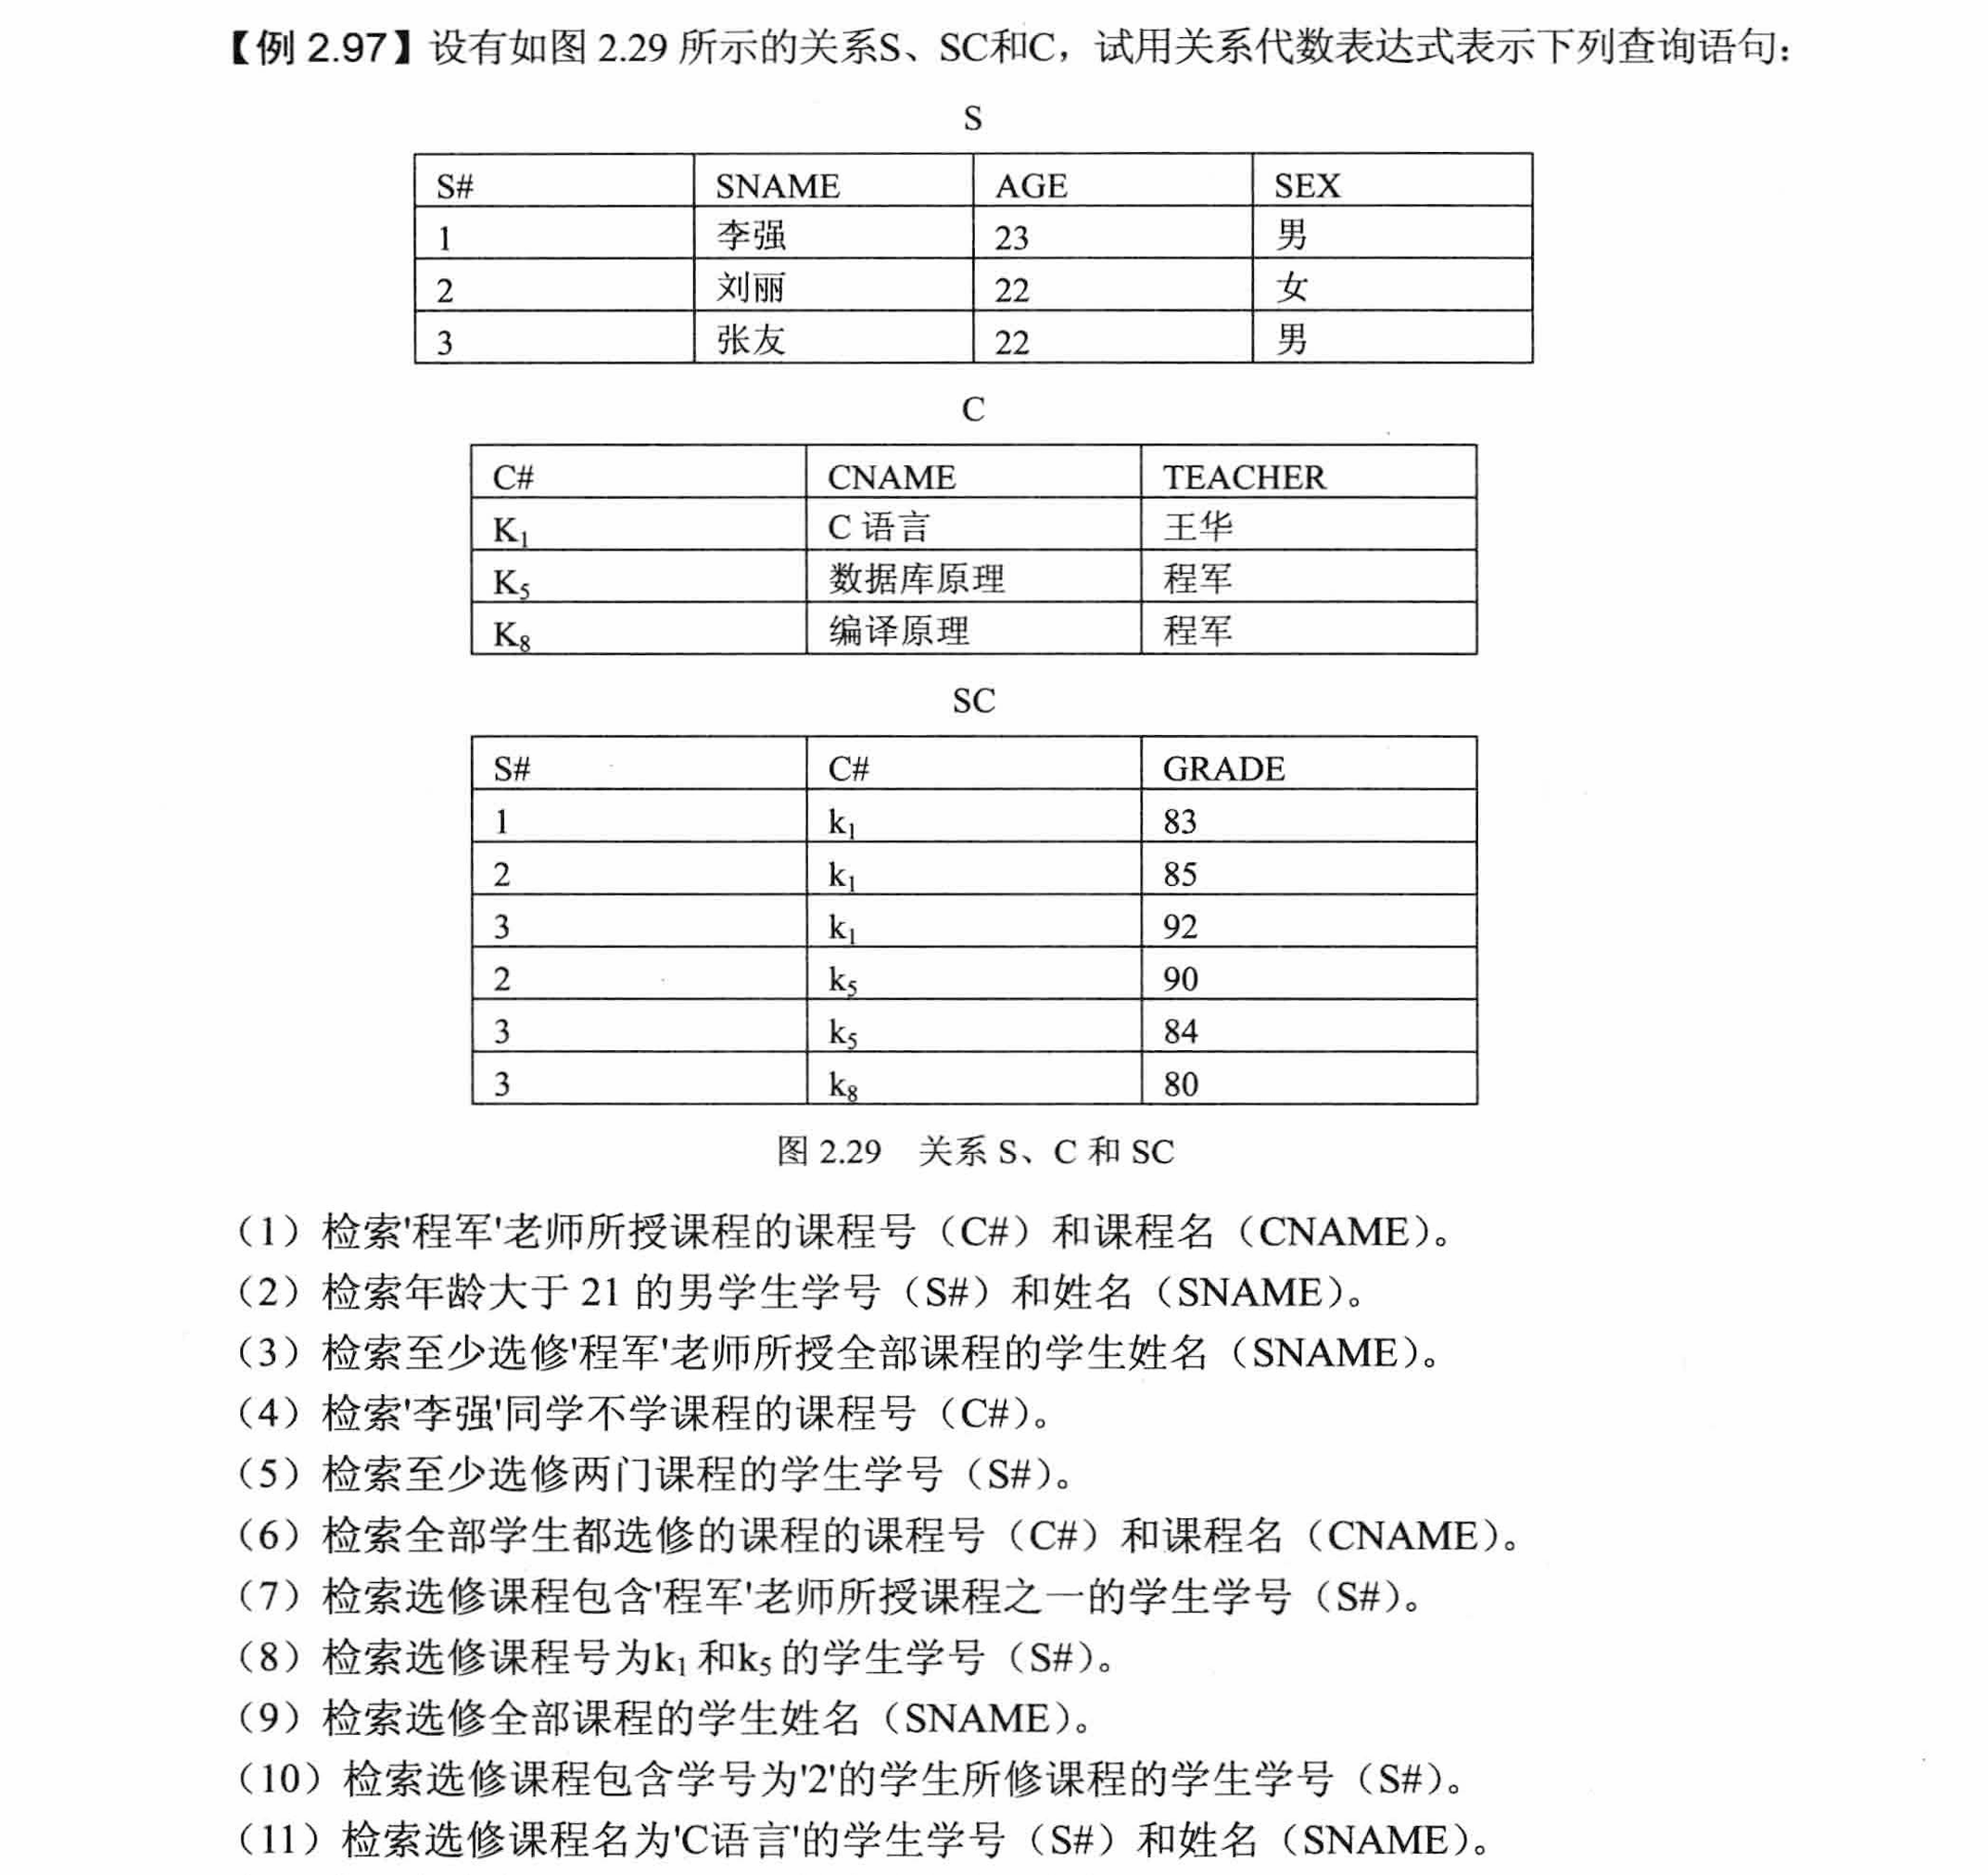 【例 2.97】设有如图 2.29 所示的关系S、SC和C，试用关系代数表达式表示下列查询语句：
S
S# SNAME AGE SEX
1 李强 23 男
2 刘丽 22 女
3 张友 22 男
C
C# CNAME TEACHER
K₁ C 语言 王华
K₅ 数据库原理 程军
K₈ 编译原理 程军
SC
S# C# GRADE
1 k₁ 83
2 k₁ 85
3 k₁ 92
2 k₅ 90
3 k₅ 84
3 k₈ 80
图 2.29 关系 S、C 和 SC
（1）检索'程军'老师所授课程的课程号（C#）和课程名（CNAME）。
（2）检索年龄大于 21 的男学生学号（S#）和姓名（SNAME）。
（3）检索至少选修'程军'老师所授全部课程的学生姓名（SNAME）。
（4）检索'李强'同学不学课程的课程号（C#）。
（5）检索至少选修两门课程的学生学号（S#）。
（6）检索全部学生都选修的课程的课程号（C#）和课程名（CNAME）。
（7）检索选修课程包含'程军'老师所授课程之一的学生学号（S#）。
（8）检索选修课程号为k₁和k₅的学生学号（S#）。
（9）检索选修全部课程的学生姓名（SNAME）。
（10）检索选修课程包含学号为'2'的学生所修课程的学生学号（S#）。
（11）检索选修课程名为'C语言'的学生学号（S#）和姓名（SNAME）。